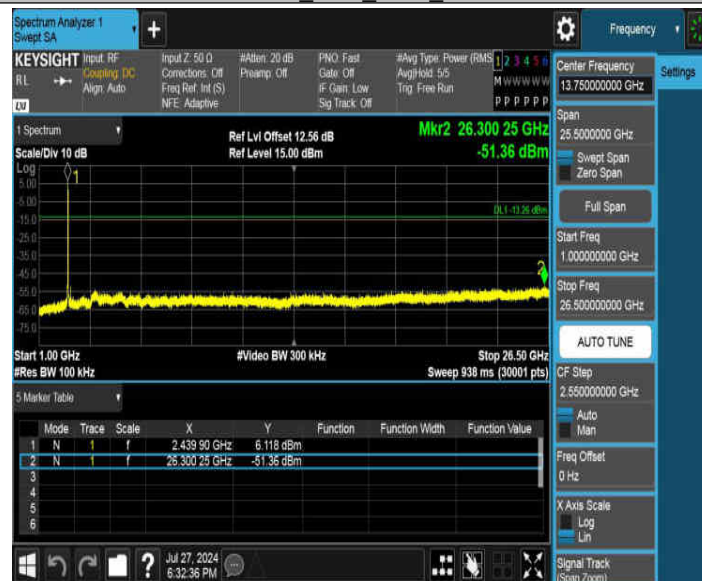 Spectrum Analyzer 1
Swept SA
+
Frequency
KEYSIGHT
RL
LXI
Input: RF
Coupling: DC
Align: Auto
Input Z: 50 Ω
Corrections: Off
Freq Ref: Int (S)
NFE: Adaptive
#Atten: 20 dB
Preamp: Off
PNO: Fast
Gate: Off
IF Gain: Low
Sig Track: Off
#Avg Type: Power (RMS
Avg|Hold: 5/5
Trig: Free Run
1 2 3 4 5 6
M W W W W W
P P P P P P
1 Spectrum
Scale/Div 10 dB
Ref Lvl Offset 12.56 dB
Ref Level 15.00 dBm
Mkr2 26.300 25 GHz
-51.36 dBm
Log
1
5.00
-5.00
DL1 -13.26 dBm
-15.0
-25.0
-35.0
-45.0
2
-55.0
-65.0
-75.0
Start 1.00 GHz
#Res BW 100 kHz
#Video BW 300 kHz
Stop 26.50 GHz
Sweep 938 ms (30001 pts)
5 Marker Table
Mode Trace Scale X Y Function Function Width Function Value
1 N 1 f 2.439 90 GHz 6.118 dBm
2 N 1 f 26.300 25 GHz -51.36 dBm
3
4
5
6
?
Jul 27, 2024
6:32:36 PM
Center Frequency
13.750000000 GHz
Settings
Span
25.5000000 GHz
Swept Span
Zero Span
Full Span
Start Freq
1.000000000 GHz
Stop Freq
26.500000000 GHz
AUTO TUNE
CF Step
2.550000000 GHz
Auto
Man
Freq Offset
0 Hz
X Axis Scale
Log
Lin
Signal Track
(Span Zoom)